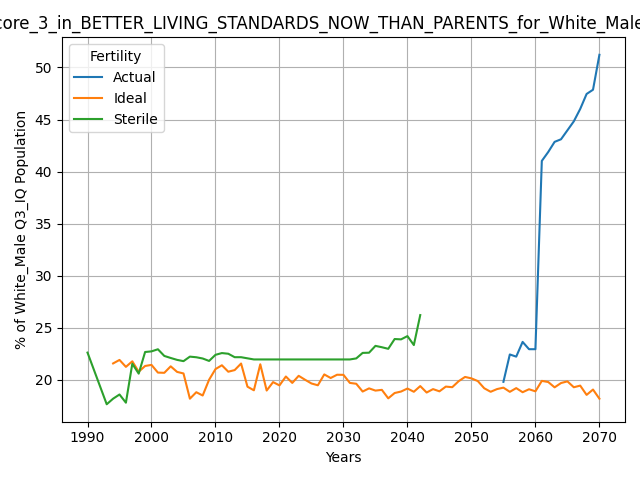 core_3_in_BETTER_LIVING_STANDARDS_NOW_THAN_PARENTS_for_White_Male
Fertility
Actual
Ideal
Sterile
% of White_Male Q3_IQ Population
50
45
40
35
30
25
20
1990 2000 2010 2020 2030 2040 2050 2060 2070
Years